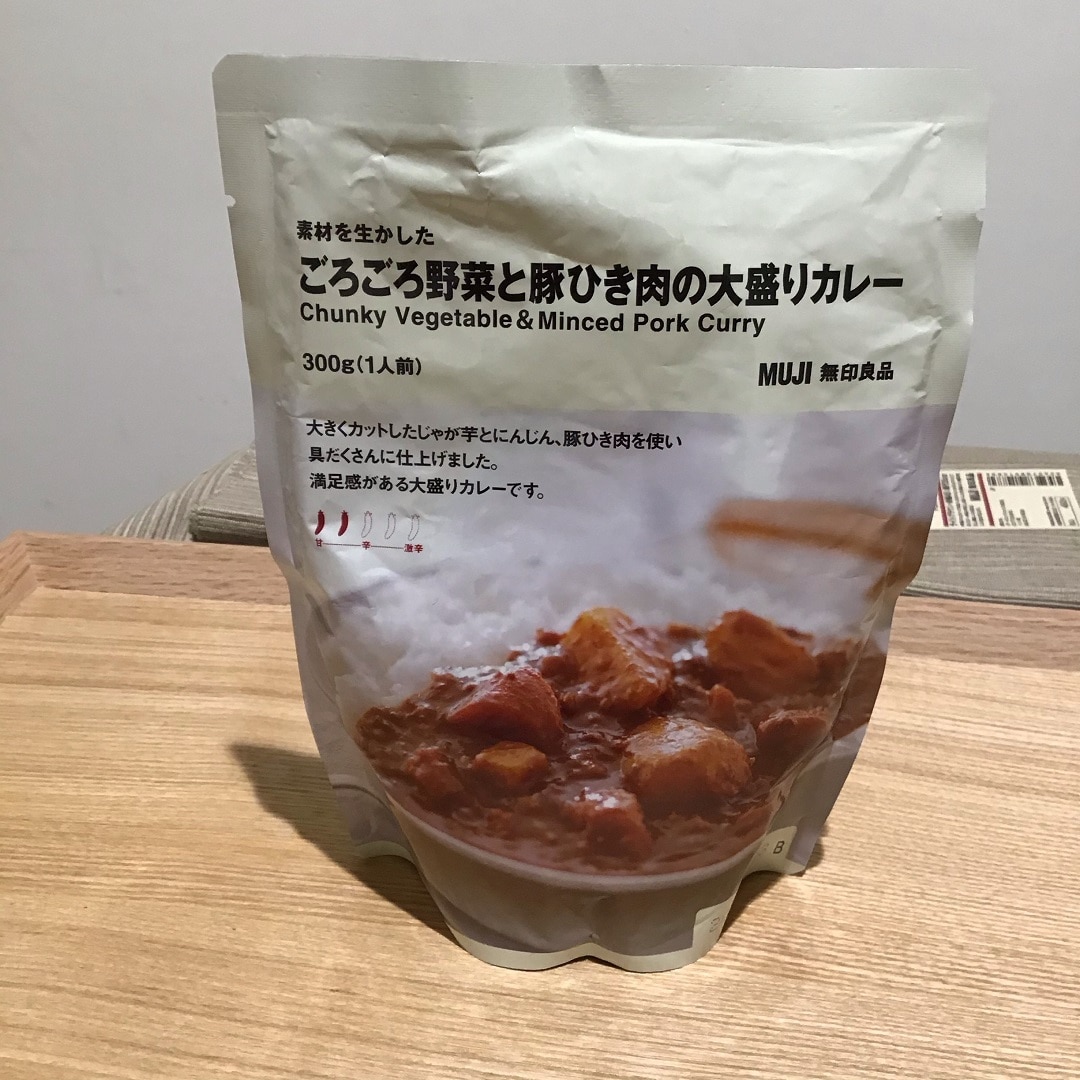 素材を生かした
ごろごろ野菜と豚ひき肉の大盛りカレー
Chunky Vegetable & Minced Pork Curry
300g(1人前)
MUJI 無印良品
大きくカットしたじゃが芋とにんじん、豚ひき肉を使い
具だくさんに仕上げました。
満足感がある大盛りカレーです。
甘 辛 激辛
B